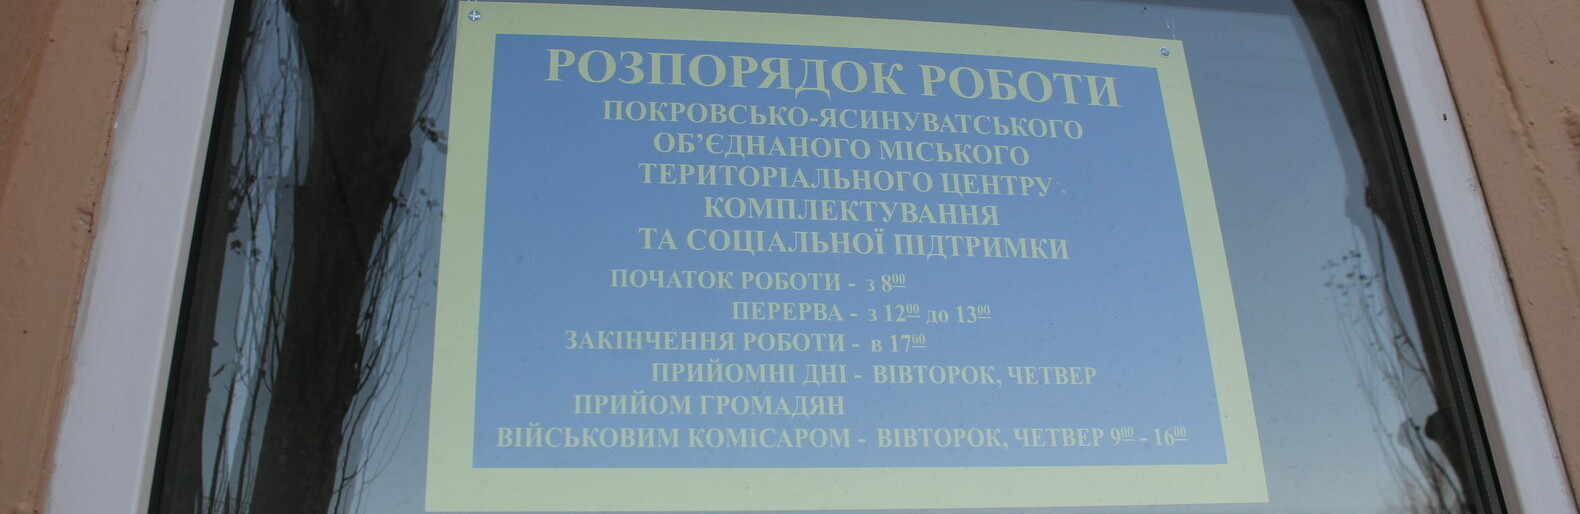 РОЗПОРЯДОК РОБОТИ
ПОКРОВСЬКО-ЯСИНУВАТСЬКОГО
ОБ’ЄДНАНОГО МІСЬКОГО
ТЕРИТОРІАЛЬНОГО ЦЕНТРУ
КОМПЛЕКТУВАННЯ
ТА СОЦІАЛЬНОЇ ПІДТРИМКИ
ПОЧАТОК РОБОТИ - з 8⁰⁰
ПЕРЕРВА - з 12⁰⁰ до 13⁰⁰
ЗАКІНЧЕННЯ РОБОТИ - в 17⁰⁰
ПРИЙОМНІ ДНІ - ВІВТОРОК, ЧЕТВЕР
ПРИЙОМ ГРОМАДЯН
ВІЙСЬКОВИМ КОМІСАРОМ - ВІВТОРОК, ЧЕТВЕР 9⁰⁰ - 16⁰⁰